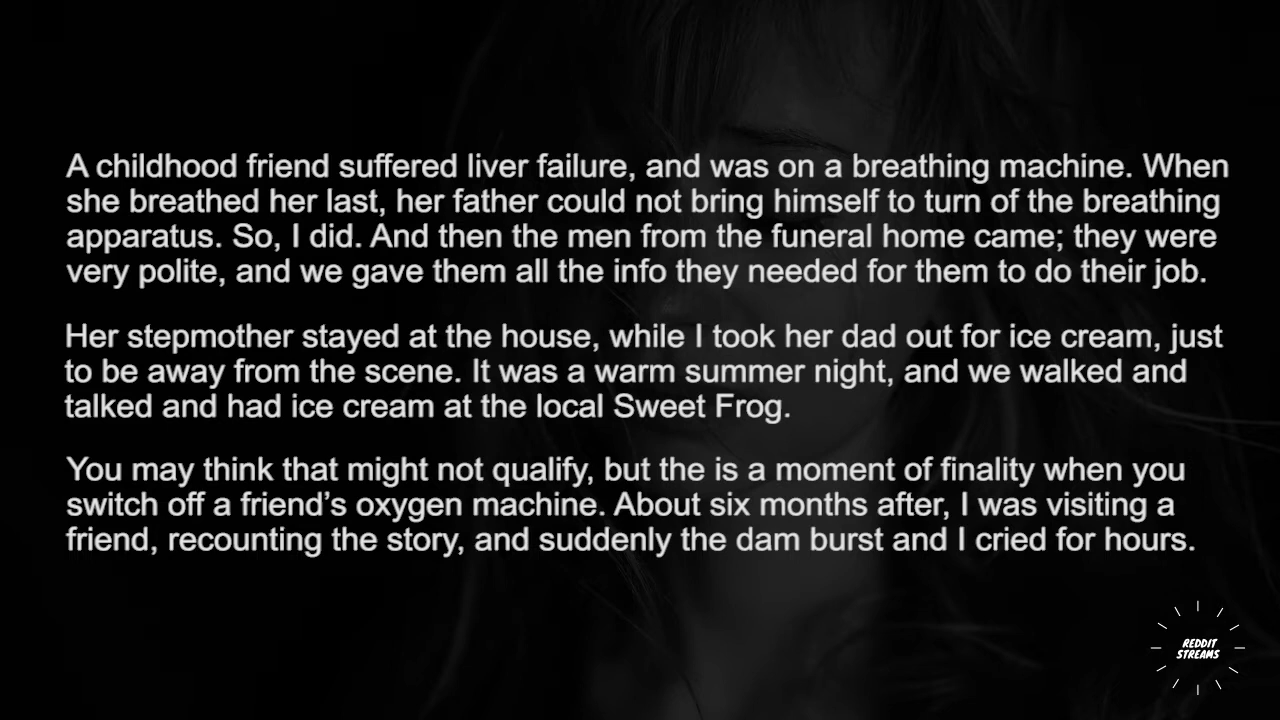 A childhood friend suffered liver failure, and was on a breathing machine. When
she breathed her last, her father could not bring himself to turn of the breathing
apparatus. So, I did. And then the men from the funeral home came; they were
very polite, and we gave them all the info they needed for them to do their job.
Her stepmother stayed at the house, while I took her dad out for ice cream, just
to be away from the scene. It was a warm summer night, and we walked and
talked and had ice cream at the local Sweet Frog.
You may think that might not qualify, but the is a moment of finality when you
switch off a friend’s oxygen machine. About six months after, I was visiting a
friend, recounting the story, and suddenly the dam burst and I cried for hours.
REDDIT
STREAMS